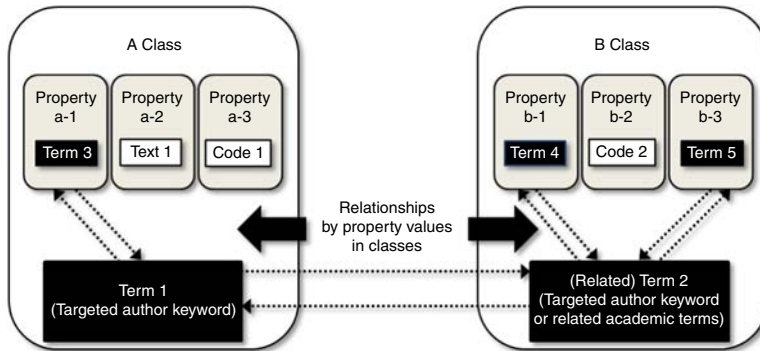 A Class
Property
a-1
Term 3
Property
a-2
Text 1
Property
a-3
Code 1
Term 1
(Targeted author keyword)
Relationships
by property values
in classes
B Class
Property
b-1
Term 4
Property
b-2
Code 2
Property
b-3
Term 5
(Related) Term 2
(Targeted author keyword
or related academic terms)